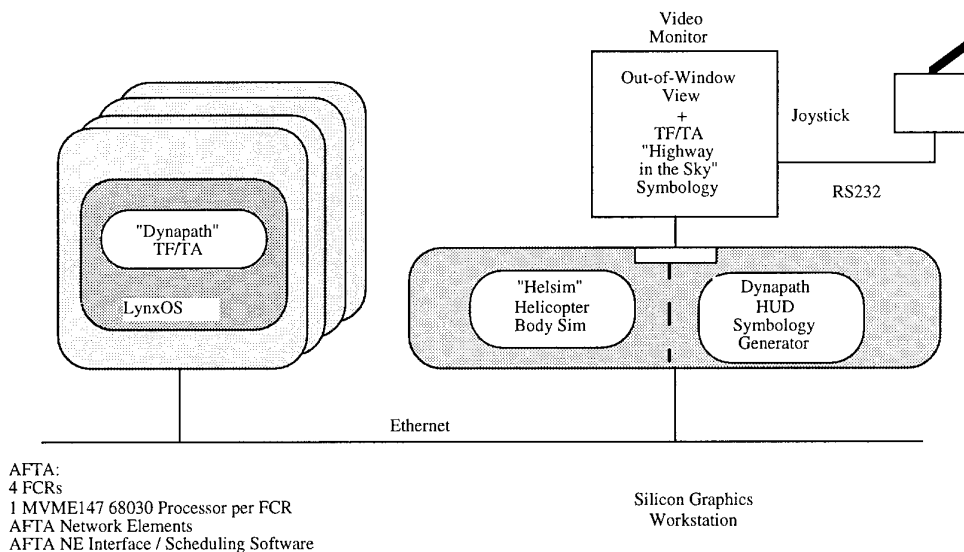 Video
Monitor
Out-of-Window
View
+
TF/TA
"Highway
in the Sky"
Symbology
Joystick
RS232
"Dynapath"
TF/TA
LynxOS
"Helsim"
Helicopter
Body Sim
Dynapath
HUD
Symbology
Generator
Ethernet
AFTA:
4 FCRs
1 MVME147 68030 Processor per FCR
AFTA Network Elements
AFTA NE Interface / Scheduling Software
Silicon Graphics
Workstation